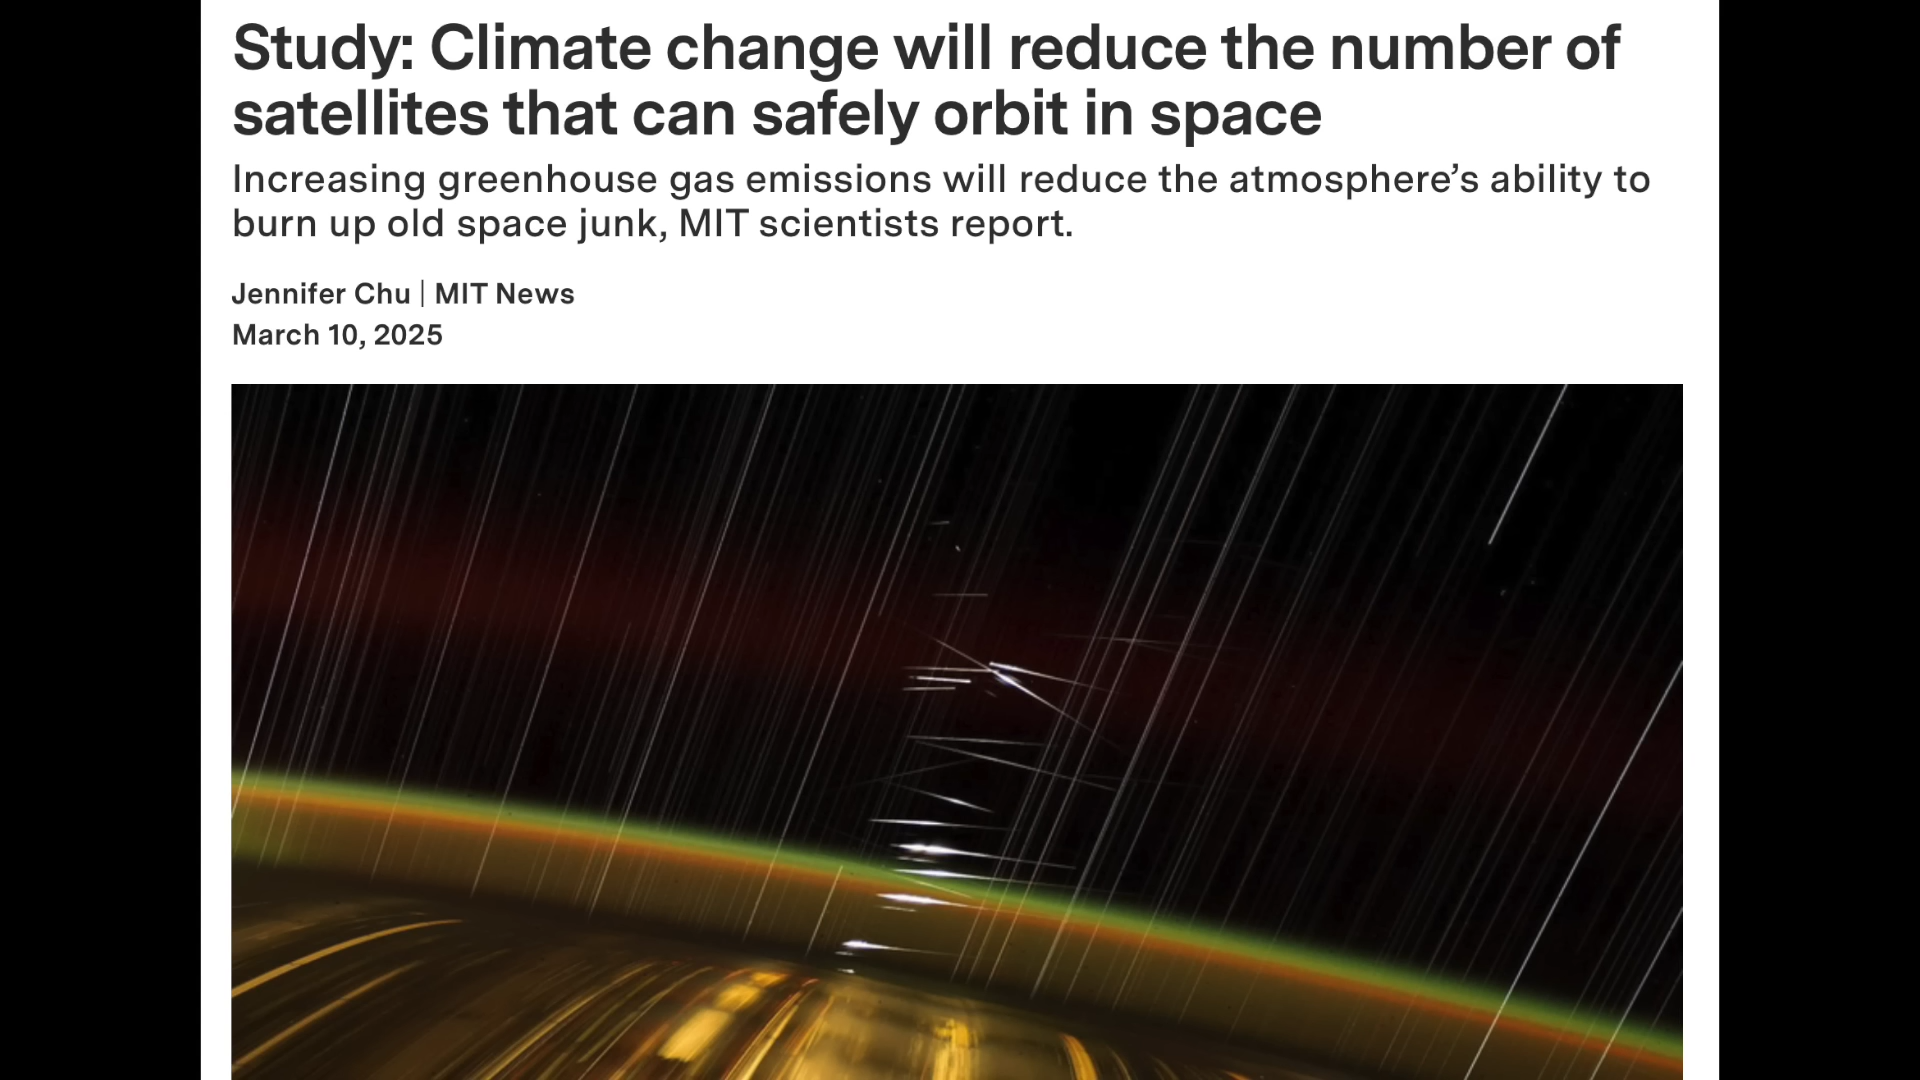 Study: Climate change will reduce the number of
satellites that can safely orbit in space
Increasing greenhouse gas emissions will reduce the atmosphere’s ability to
burn up old space junk, MIT scientists report.
Jennifer Chu | MIT News
March 10, 2025